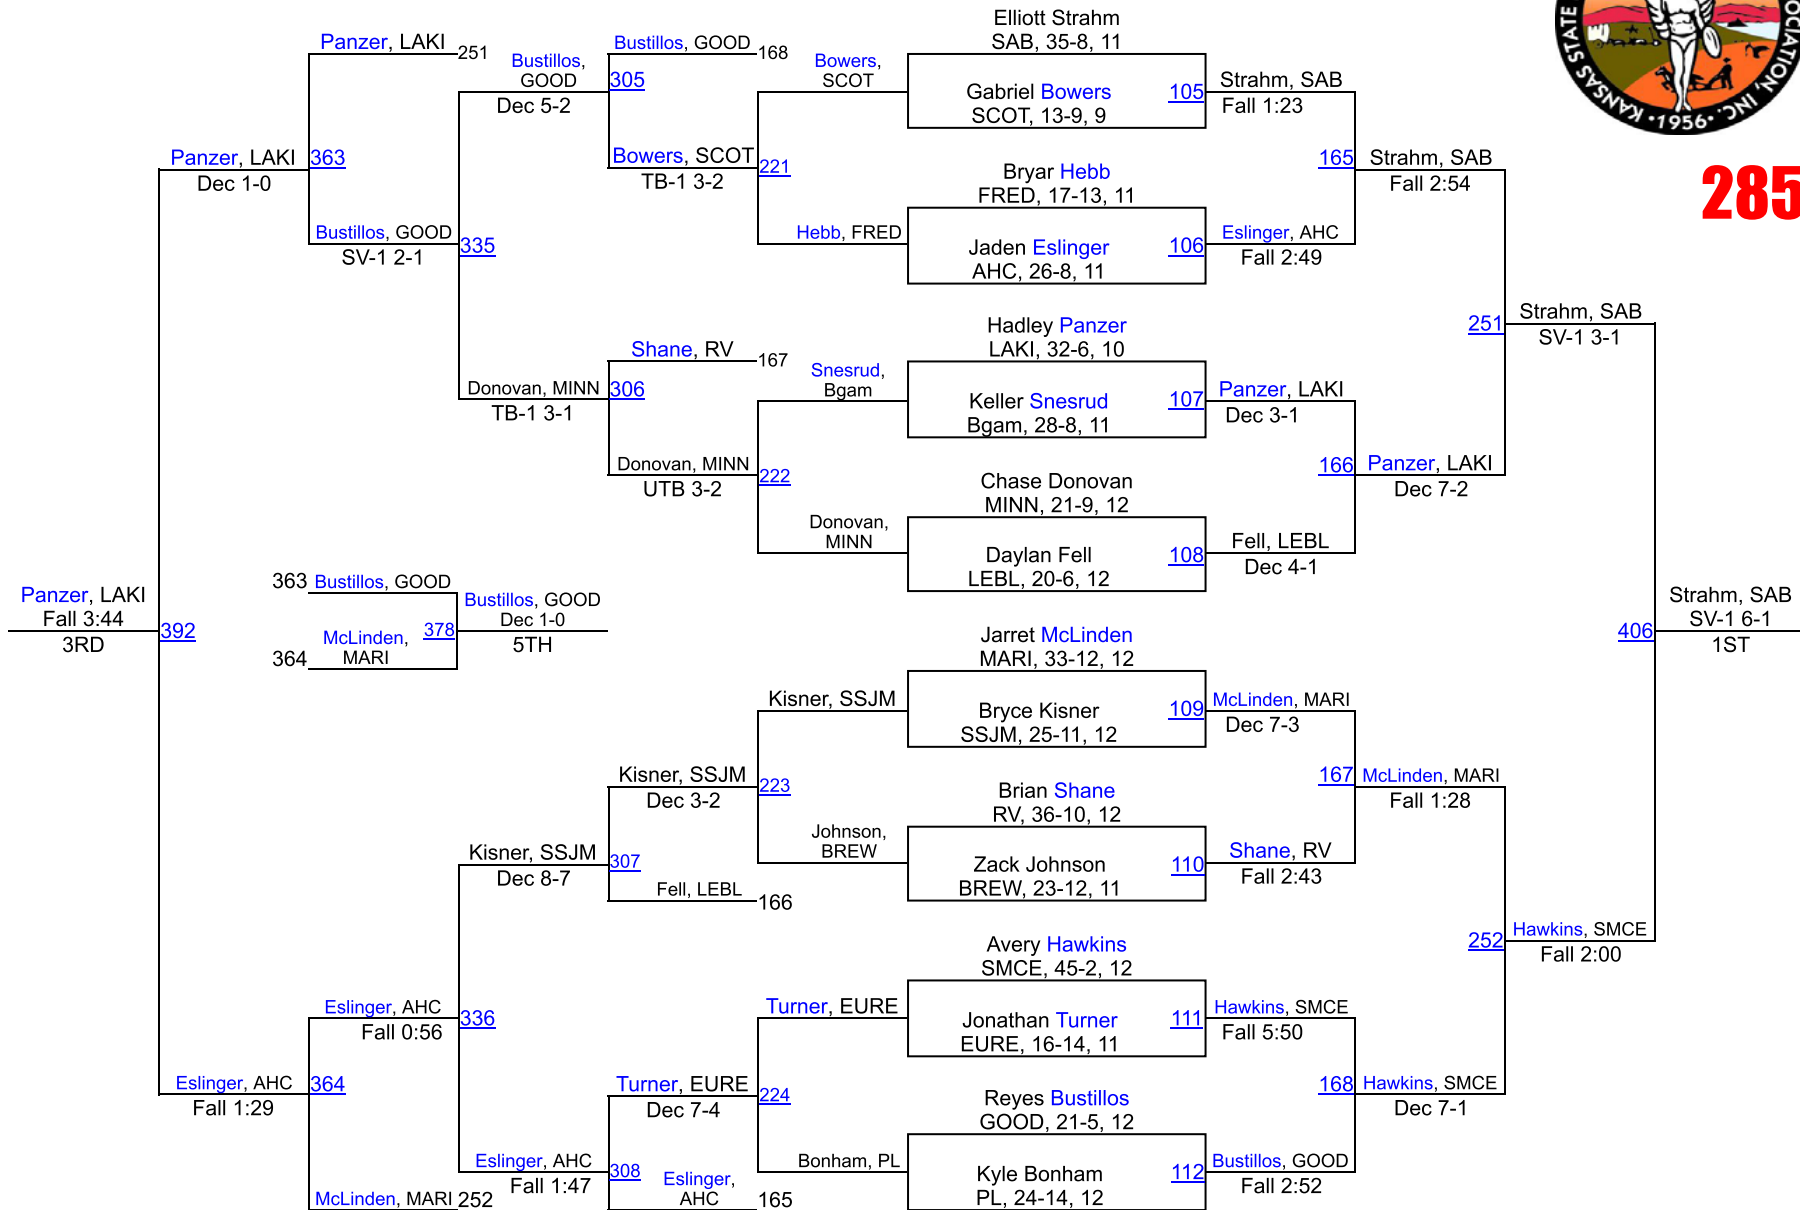 Elliott Strahm
SAB, 35-8, 11
Gabriel Bowers
SCOT, 13-9, 9
105
Bryar Hebb
FRED, 17-13, 11
Jaden Eslinger
AHC, 26-8, 11
106
Hadley Panzer
LAKI, 32-6, 10
Keller Snesrud
Bgam, 28-8, 11
107
Chase Donovan
MINN, 21-9, 12
Daylan Fell
LEBL, 20-6, 12
108
Jarret McLinden
MARI, 33-12, 12
Bryce Kisner
SSJM, 25-11, 12
109
Brian Shane
RV, 36-10, 12
Zack Johnson
BREW, 23-12, 11
110
Avery Hawkins
SMCE, 45-2, 12
Jonathan Turner
EURE, 16-14, 11
111
Reyes Bustillos
GOOD, 21-5, 12
Kyle Bonham
PL, 24-14, 12
112
Strahm, SAB
Fall 1:23
Eslinger, AHC
Fall 2:49
Panzer, LAKI
Dec 3-1
Fell, LEBL
Dec 4-1
McLinden, MARI
Dec 7-3
Shane, RV
Fall 2:43
Hawkins, SMCE
Fall 5:50
Bustillos, GOOD
Fall 2:52
165
Strahm, SAB
Fall 2:54
166
Panzer, LAKI
Dec 7-2
167
McLinden, MARI
Fall 1:28
168
Hawkins, SMCE
Dec 7-1
251
Strahm, SAB
SV-1 3-1
252
Hawkins, SMCE
Fall 2:00
406
Strahm, SAB
SV-1 6-1
1ST
Bowers,
SCOT
Hebb, FRED
Snesrud,
Bgam
Donovan,
MINN
Kisner, SSJM
Johnson,
BREW
Turner, EURE
Bonham, PL
Bustillos, GOOD
168
Bowers, SCOT
TB-1 3-2
221
Shane, RV
167
Donovan, MINN
UTB 3-2
222
Kisner, SSJM
Dec 3-2
223
Fell, LEBL
166
Turner, EURE
Dec 7-4
224
Eslinger,
AHC
165
Bustillos,
GOOD
Dec 5-2
305
Donovan, MINN
TB-1 3-1
306
Kisner, SSJM
Dec 8-7
307
Eslinger, AHC
Fall 1:47
308
Panzer, LAKI
251
Bustillos, GOOD
SV-1 2-1
335
Eslinger, AHC
Fall 0:56
336
McLinden, MARI
252
Panzer, LAKI
Dec 1-0
363
Eslinger, AHC
Fall 1:29
364
363
Bustillos, GOOD
364
McLinden,
MARI
378
Bustillos, GOOD
Dec 1-0
5TH
Panzer, LAKI
Fall 3:44
3RD
392
285
KANSAS STATE
OCIATION, INC.
•1956•